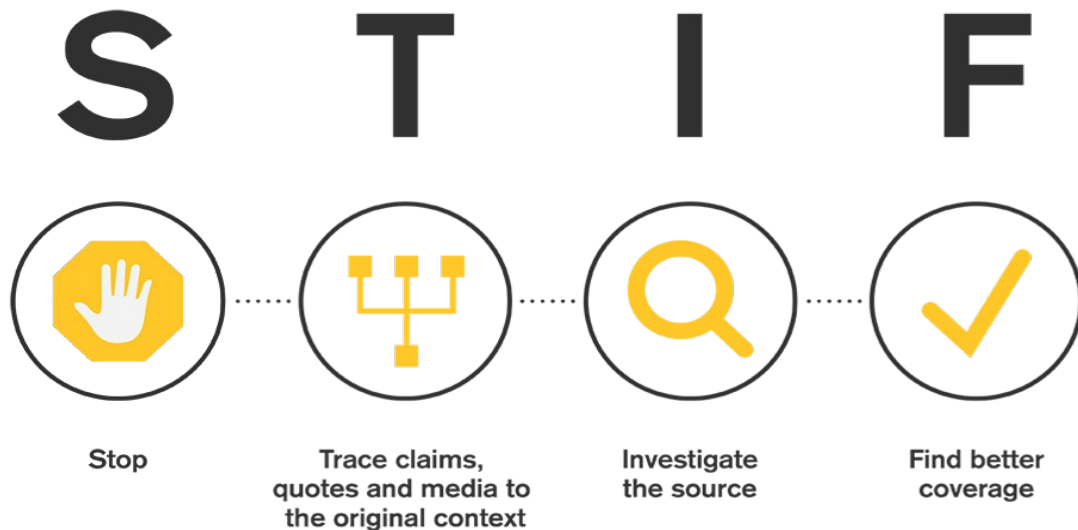 S T I F
Stop
Trace claims,
quotes and media to
the original context
Investigate
the source
Find better
coverage